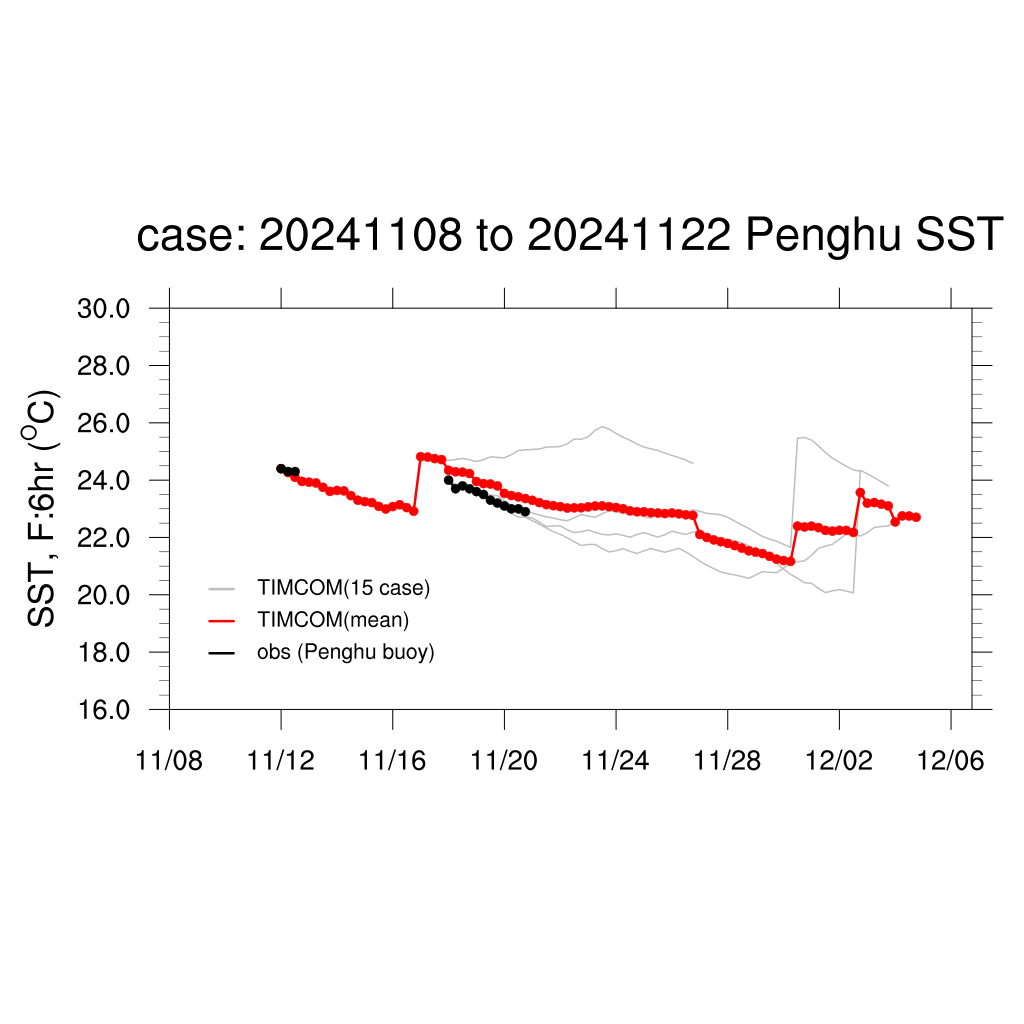 case: 20241108 to 20241122 Penghu SST
30.0
28.0
26.0
24.0
22.0
20.0
18.0
16.0
SST, F:6hr (°C)
TIMCOM(15 case)
TIMCOM(mean)
obs (Penghu buoy)
11/08 11/12 11/16 11/20 11/24 11/28 12/02 12/06